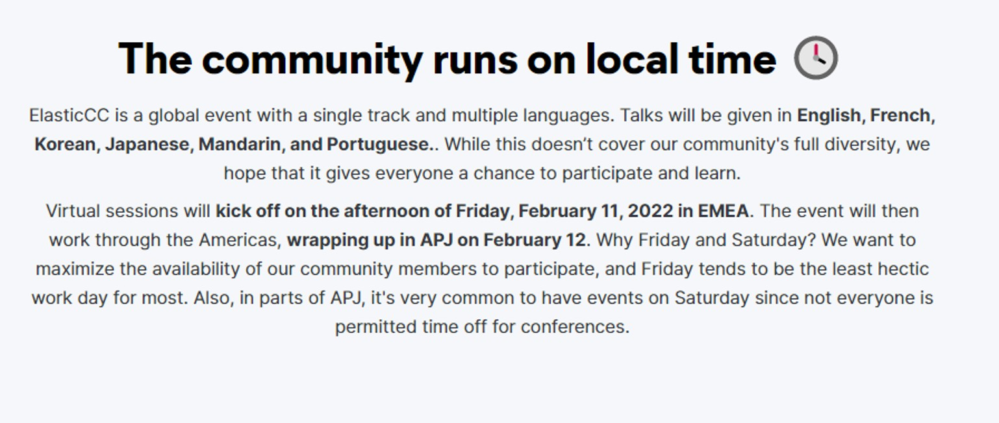 The community runs on local time
ElasticCC is a global event with a single track and multiple languages. Talks will be given in English, French,
Korean, Japanese, Mandarin, and Portuguese.. While this doesn’t cover our community's full diversity, we
hope that it gives everyone a chance to participate and learn.
Virtual sessions will kick off on the afternoon of Friday, February 11, 2022 in EMEA. The event will then
work through the Americas, wrapping up in APJ on February 12. Why Friday and Saturday? We want to
maximize the availability of our community members to participate, and Friday tends to be the least hectic
work day for most. Also, in parts of APJ, it's very common to have events on Saturday since not everyone is
permitted time off for conferences.